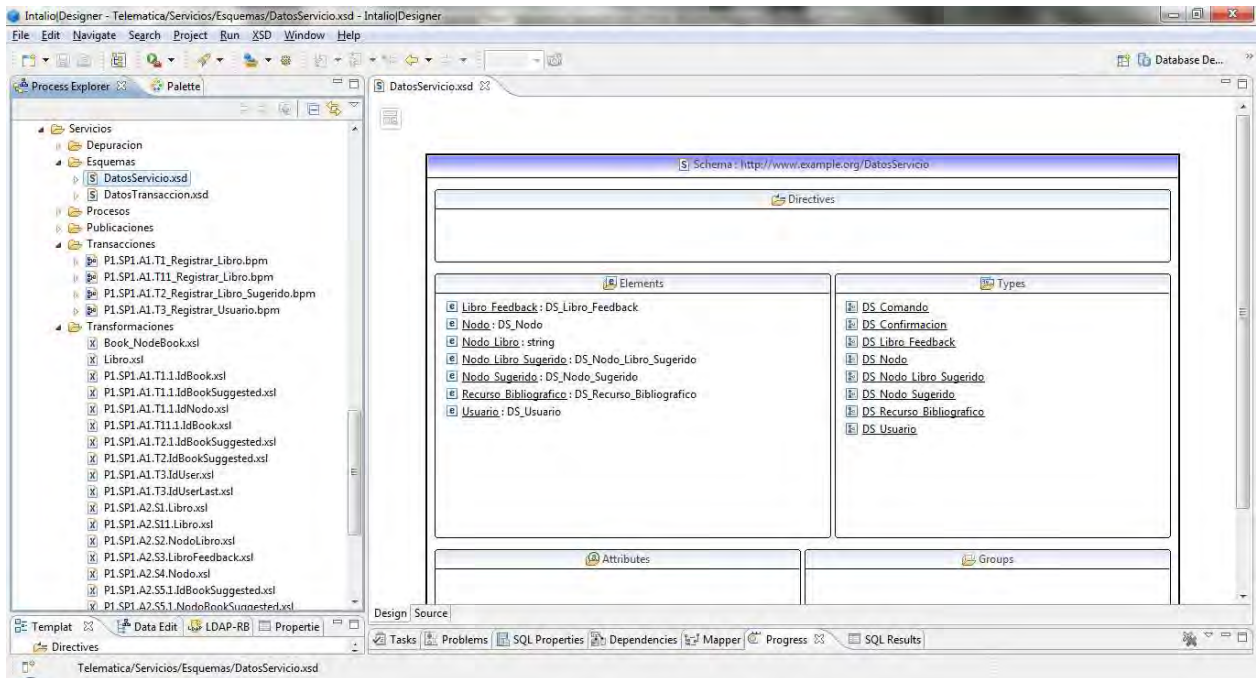 Intalio|Designer - Telematica/Servicios/Esquemas/DatosServicio.xsd - Intalio|Designer
File Edit Navigate Search Project Run XSD Window Help
Database De...
Process Explorer
Palette
Servicios
Depuracion
Esquemas
DatosServicio.xsd
DatosTransaccion.xsd
Procesos
Publicaciones
Transacciones
P1.SP1.A1.T1_Registrar_Libro.bpm
P1.SP1.A1.T11_Registrar_Libro.bpm
P1.SP1.A1.T2_Registrar_Libro_Sugerido.bpm
P1.SP1.A1.T3_Registrar_Usuario.bpm
Transformaciones
Book_NodeBook.xsl
Libro.xsl
P1.SP1.A1.T1.1.IdBook.xsl
P1.SP1.A1.T1.1.IdBookSuggested.xsl
P1.SP1.A1.T1.1.IdNodo.xsl
P1.SP1.A1.T11.1.IdBook.xsl
P1.SP1.A1.T2.1.IdBookSuggested.xsl
P1.SP1.A1.T2.IdBookSuggested.xsl
P1.SP1.A1.T3.IdUser.xsl
P1.SP1.A1.T3.IdUserLast.xsl
P1.SP1.A2.S1.Libro.xsl
P1.SP1.A2.S11.Libro.xsl
P1.SP1.A2.S2.NodoLibro.xsl
P1.SP1.A2.S3.LibroFeedback.xsl
P1.SP1.A2.S4.Nodo.xsl
P1.SP1.A2.S5.1.IdBookSuggested.xsl
P1.SP1.A2.S5.1.NodoBookSuggested.xsl
Templat
Data Edit
LDAP-RB
Propertie
Directives
DatosServicio.xsd
Schema : http://www.example.org/DatosServicio
Directives
Elements
Libro_Feedback : DS_Libro_Feedback
Nodo : DS_Nodo
Nodo_Libro : string
Nodo_Libro_Sugerido : DS_Nodo_Libro_Sugerido
Nodo_Sugerido : DS_Nodo_Sugerido
Recurso_Bibliografico : DS_Recurso_Bibliografico
Usuario : DS_Usuario
Types
DS_Comando
DS_Confirmacion
DS_Libro_Feedback
DS_Nodo
DS_Nodo_Libro_Sugerido
DS_Nodo_Sugerido
DS_Recurso_Bibliografico
DS_Usuario
Attributes
Groups
Design Source
Tasks
Problems
SQL Properties
Dependencies
Mapper
Progress
SQL Results
Telematica/Servicios/Esquemas/DatosServicio.xsd